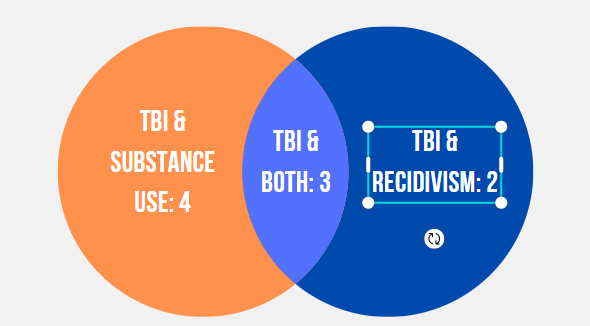 TBI &
SUBSTANCE
USE: 4
TBI &
BOTH: 3
TBI &
RECIDIVISM: 2